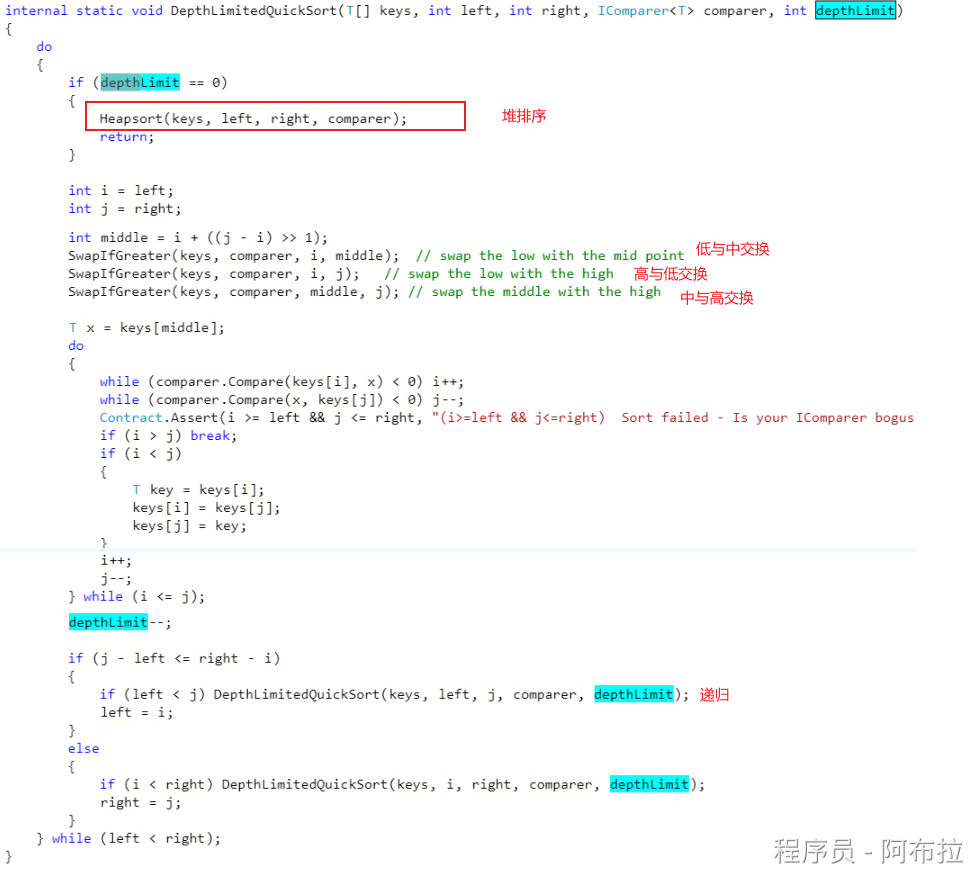 internal static void DepthLimitedQuickSort(T[] keys, int left, int right, IComparer<T> comparer, int depthLimit)
{
do
{
if (depthLimit == 0)
{
Heapsort(keys, left, right, comparer); 堆排序
return;
}
int i = left;
int j = right;
int middle = i + ((j - i) >> 1);
SwapIfGreater(keys, comparer, i, middle);  // swap the low with the mid point 低与中交换
SwapIfGreater(keys, comparer, i, j);   // swap the low with the high 高与低交换
SwapIfGreater(keys, comparer, middle, j); // swap the middle with the high 中与高交换
T x = keys[middle];
do
{
while (comparer.Compare(keys[i], x) < 0) i++;
while (comparer.Compare(x, keys[j]) < 0) j--;
Contract.Assert(i >= left && j <= right, "(i>=left && j<=right)  Sort failed - Is your IComparer bogus
if (i > j) break;
if (i < j)
{
T key = keys[i];
keys[i] = keys[j];
keys[j] = key;
}
i++;
j--;
} while (i <= j);
depthLimit--;
if (j - left <= right - i)
{
if (left < j) DepthLimitedQuickSort(keys, left, j, comparer, depthLimit); 递归
left = i;
}
else
{
if (i < right) DepthLimitedQuickSort(keys, i, right, comparer, depthLimit);
right = j;
}
} while (left < right);
}
程序员 - 阿布拉